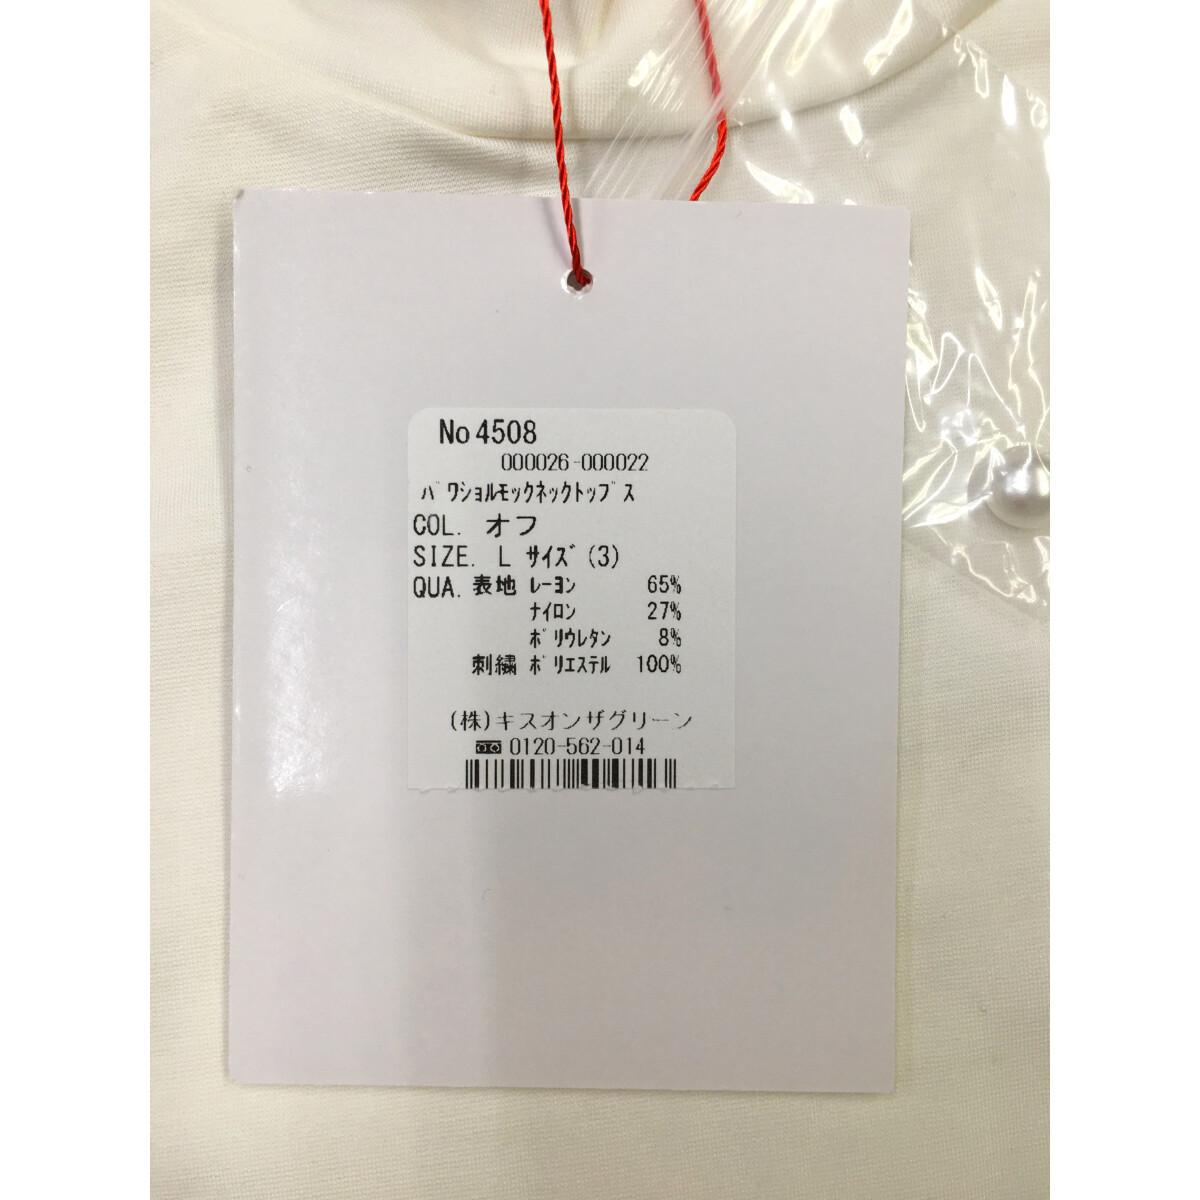 No 4508
000026-000022
ﾊﾟﾜｼｮﾙﾓｯｸﾈｯｸﾄｯﾌﾟｽ
COL. オフ
SIZE. L ｻｲｽﾞ(3)
QUA. 表地 ﾚｰﾖﾝ 65%
ﾅｲﾛﾝ 27%
ﾎﾟﾘｳﾚﾀﾝ 8%
刺繍 ﾎﾟﾘｴｽﾃﾙ 100%
(株)キスオンザグリーン
0120-562-014